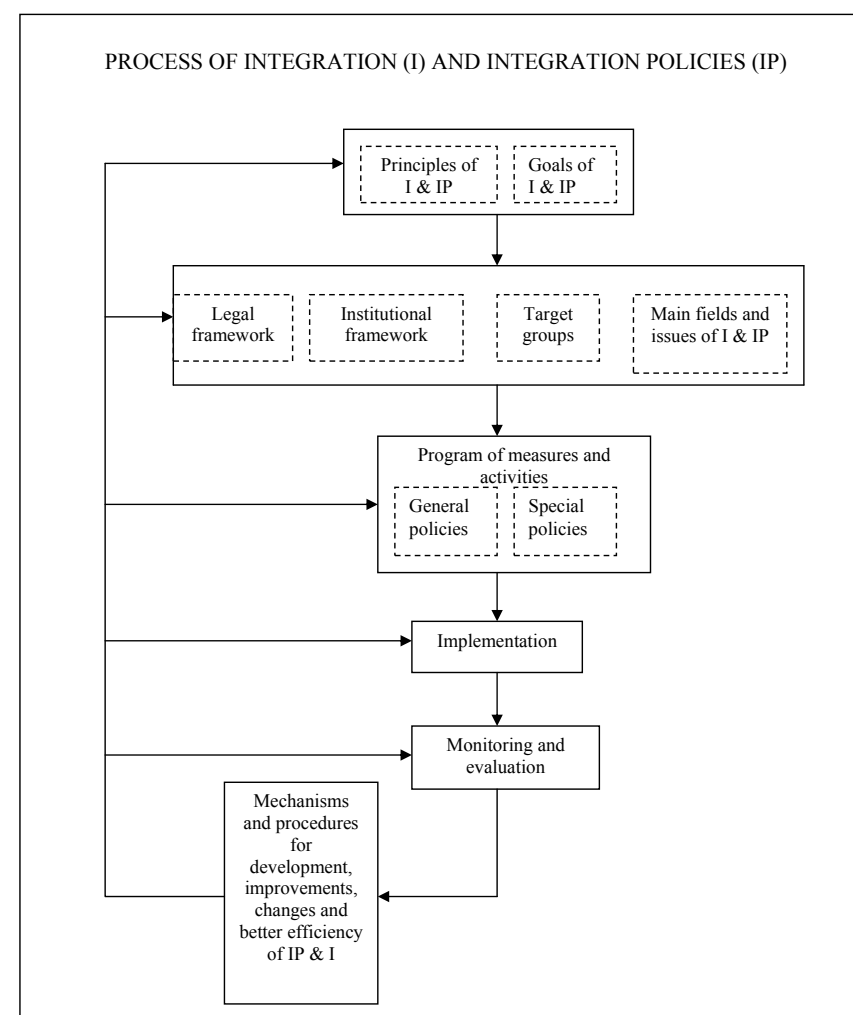 PROCESS OF INTEGRATION (I) AND INTEGRATION POLICIES (IP)
Principles of
I & IP
Goals of
I & IP
Legal
framework
Institutional
framework
Target
groups
Main fields and
issues of I & IP
Program of measures and
activities
General
policies
Special
policies
Implementation
Monitoring and
evaluation
Mechanisms
and procedures
for
development,
improvements,
changes and
better efficiency
of IP & I